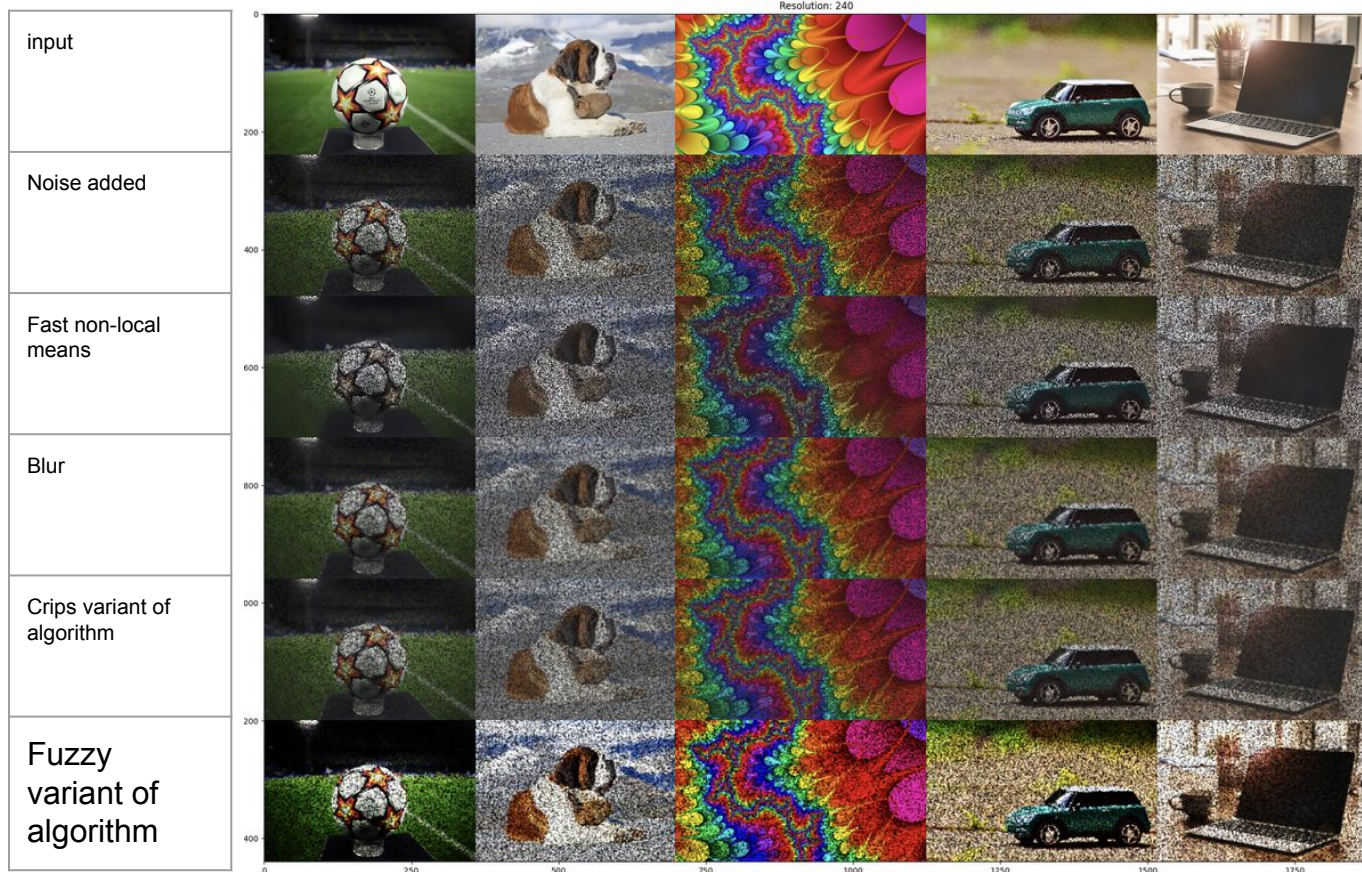 Resolution: 240
input
Noise added
Fast non-local
means
Blur
Crips variant of
algorithm
Fuzzy
variant of
algorithm
0
200
400
600
800
000
200
400
0
250
500
750
1000
1250
1500
1750